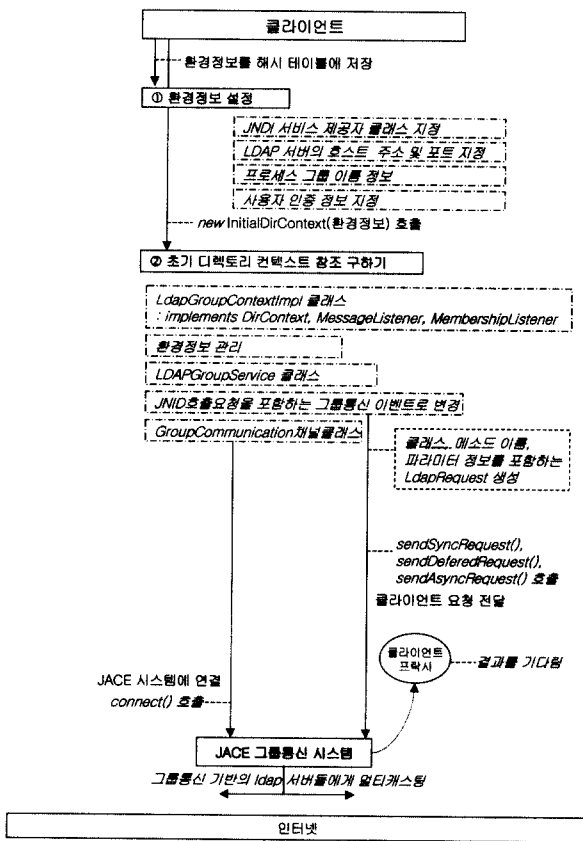 클라이언트
환경정보를 해시 테이블에 저장
① 환경정보 설정
JNDI 서비스 제공자 클래스 지정
LDAP 서버의 호스트 주소 및 포트 지정
프로세스 그룹 이름 정보
사용자 인증 정보 지정
new InitialDirContext(환경정보) 호출
② 초기 디렉토리 컨텍스트 참조 구하기
LdapGroupContextImpl 클래스
: implements DirContext, MessageListener, MembershipListener
환경정보 관리
LDAPGroupService 클래스
JNID호출요청을 포함하는 그룹통신 이벤트로 변경
GroupCommunication채널클래스
클래스, 메소드 이름,
파라미터 정보를 포함하는
LdapRequest 생성
sendSyncRequest(),
sendDeferedRequest(),
sendAsyncRequest() 호출
클라이언트 요청 전달
클라이언트
프락시
결과를 기다림
JACE 시스템에 연결
connect() 호출
JACE 그룹통신 시스템
그룹통신 기반의 ldap 서버들에게 멀티캐스팅
인터넷